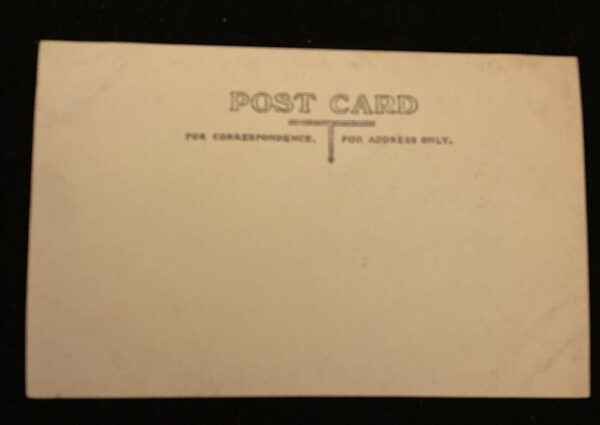 POST CARD
FOR CORRESPONDENCE. FOR ADDRESS ONLY.